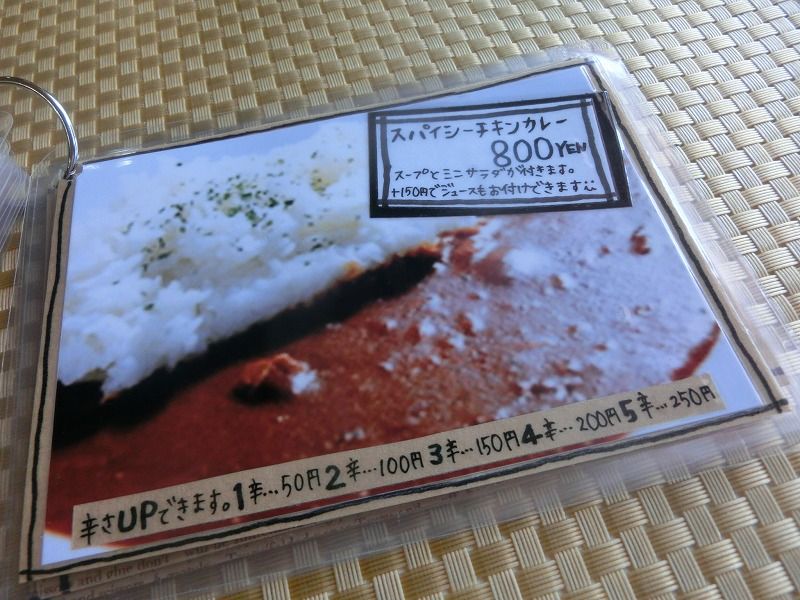 スパイシーチキンカレー
800YEN
スープとミニサラダが付きます。
+150円でジュースもお付けできます
辛さUPできます。1辛…50円2辛…100円3辛…150円4辛…200円5辛…250円
and glue don't